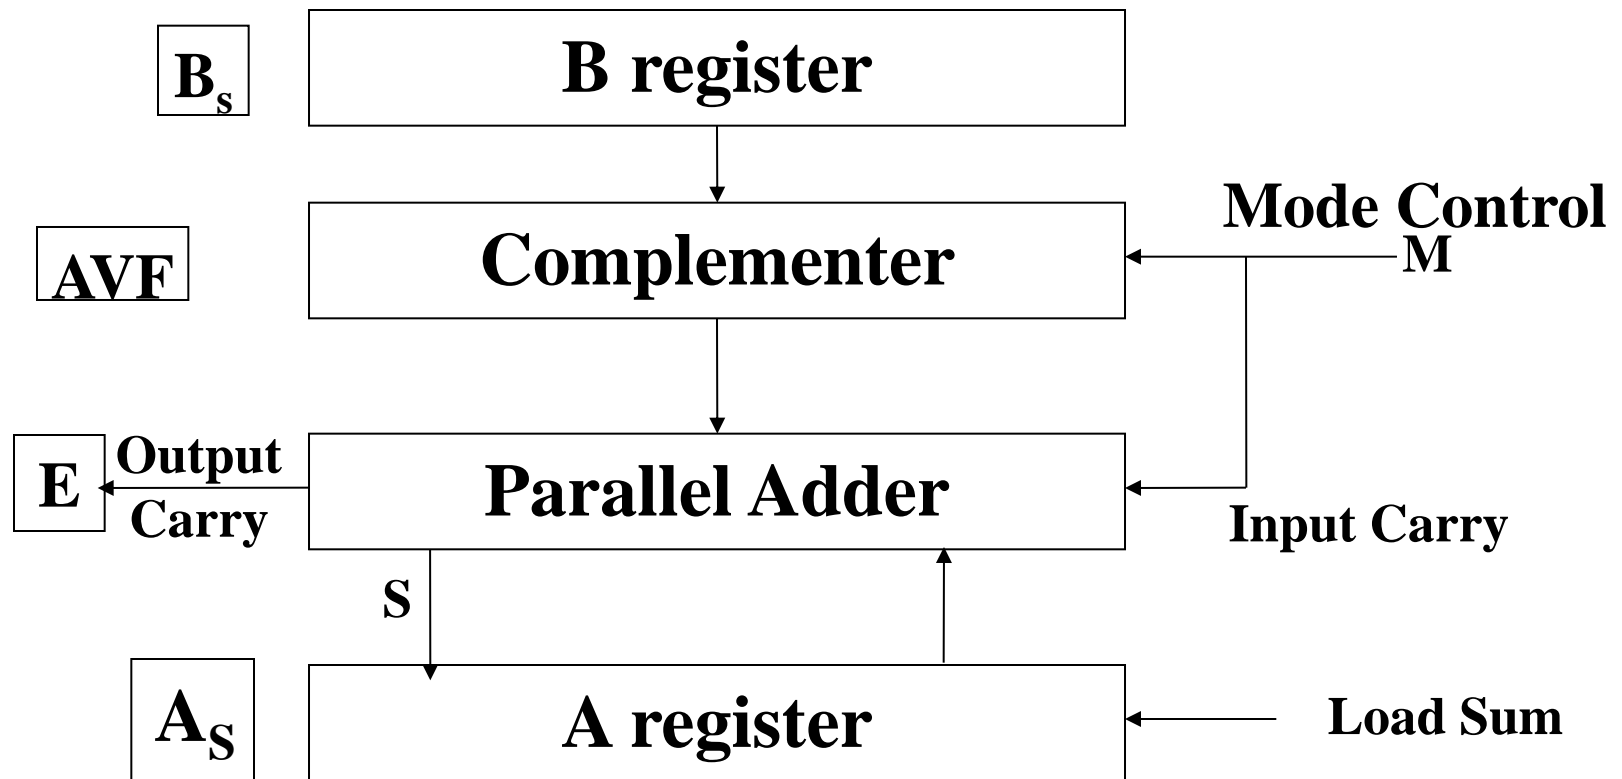 B register
Bs
Mode Control
M
Complementer
AVF
Output
Carry
E
Parallel Adder
Input Carry
S
AS
A register
Load Sum